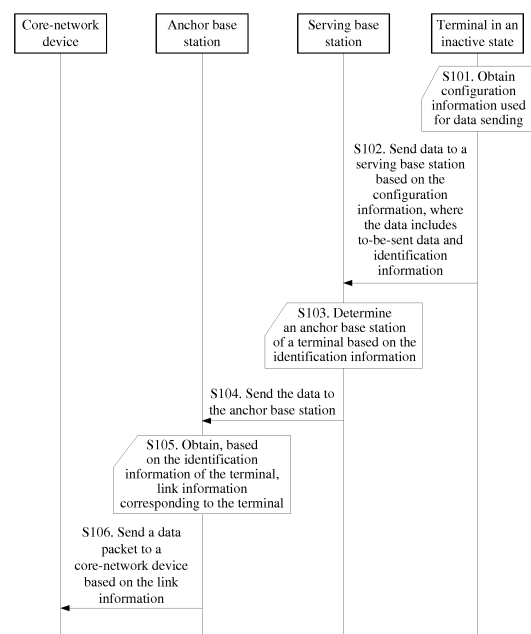 Core-network
device
Anchor base
station
Serving base
station
Terminal in an
inactive state
S101. Obtain
configuration
information used
for data sending
S102. Send data to a
serving base station
based on the
configuration
information, where
the data includes
to-be-sent data and
identification
information
S103. Determine
an anchor base station
of a terminal based on the
identification information
S104. Send the data to
the anchor base station
S105. Obtain, based
on the identification
information of the terminal,
link information
corresponding to the terminal
S106. Send a data
packet to a
core-network device
based on the link
information